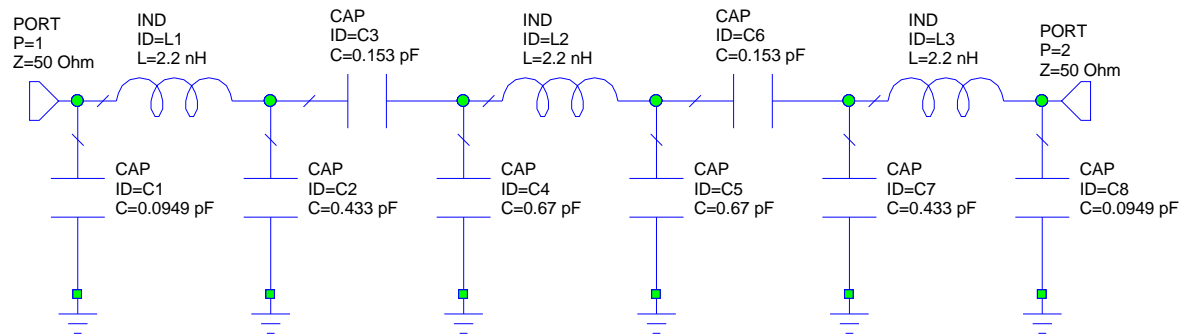 PORT
P=1
Z=50 Ohm
IND
ID=L1
L=2.2 nH
CAP
ID=C3
C=0.153 pF
IND
ID=L2
L=2.2 nH
CAP
ID=C6
C=0.153 pF
IND
ID=L3
L=2.2 nH
PORT
P=2
Z=50 Ohm
CAP
ID=C1
C=0.0949 pF
CAP
ID=C2
C=0.433 pF
CAP
ID=C4
C=0.67 pF
CAP
ID=C5
C=0.67 pF
CAP
ID=C7
C=0.433 pF
CAP
ID=C8
C=0.0949 pF